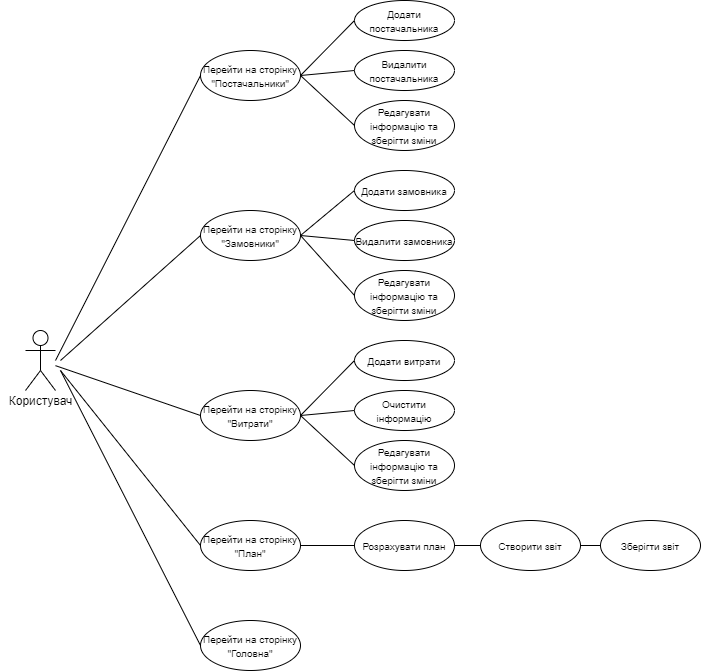 Додати
постачальника
Перейти на сторінку
"Постачальники"
Видалити
постачальника
Редагувати
інформацію та
зберігти зміни
Додати замовника
Перейти на сторінку
"Замовники"
Видалити замовника
Редагувати
інформацію та
зберігти зміни
Користувач
Додати витрати
Перейти на сторінку
"Витрати"
Очистити
інформацію
Редагувати
інформацію та
зберігти зміни
Перейти на сторінку
"План"
Розрахувати план
Створити звіт
Зберігти звіт
Перейти на сторінку
"Головна"